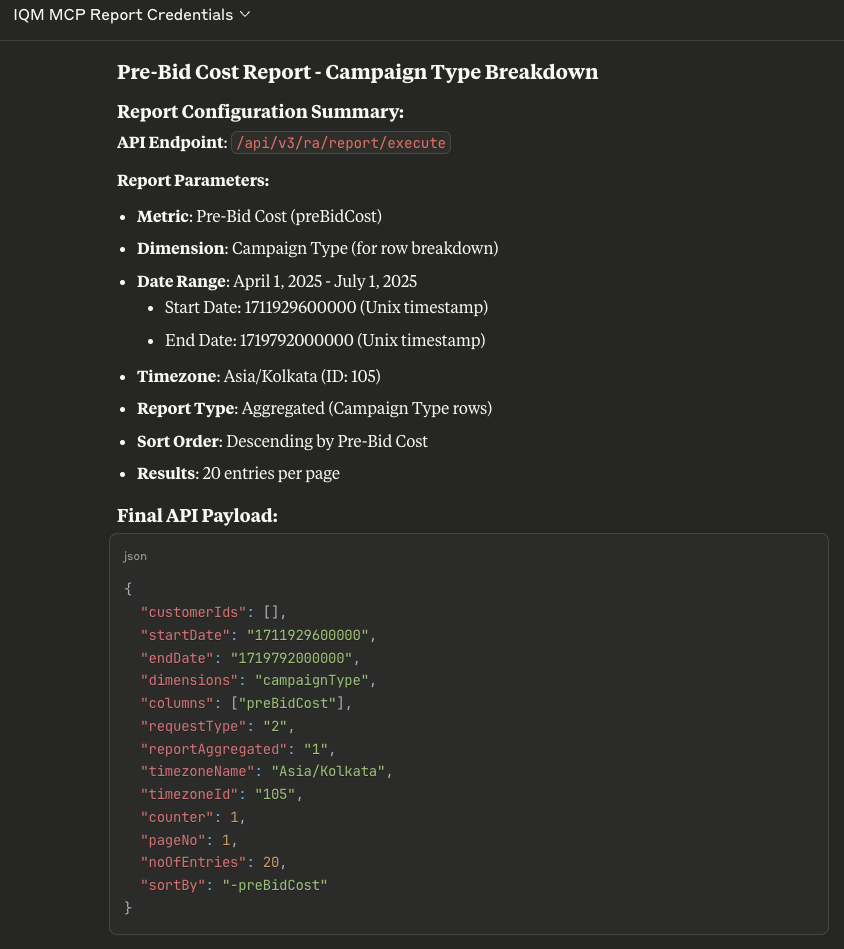 IQM MCP Report Credentials
Pre-Bid Cost Report - Campaign Type Breakdown
Report Configuration Summary:
API Endpoint: /api/v3/ra/report/execute
Report Parameters:
• Metric: Pre-Bid Cost (preBidCost)
• Dimension: Campaign Type (for row breakdown)
• Date Range: April 1, 2025 - July 1, 2025
• Start Date: 1711929600000 (Unix timestamp)
• End Date: 1719792000000 (Unix timestamp)
• Timezone: Asia/Kolkata (ID: 105)
• Report Type: Aggregated (Campaign Type rows)
• Sort Order: Descending by Pre-Bid Cost
• Results: 20 entries per page
Final API Payload:
json
{
"customerIds": [],
"startDate": "1711929600000",
"endDate": "1719792000000",
"dimensions": "campaignType",
"columns": ["preBidCost"],
"requestType": "2",
"reportAggregated": "1",
"timezoneName": "Asia/Kolkata",
"timezoneId": "105",
"counter": 1,
"pageNo": 1,
"noOfEntries": 20,
"sortBy": "-preBidCost"
}